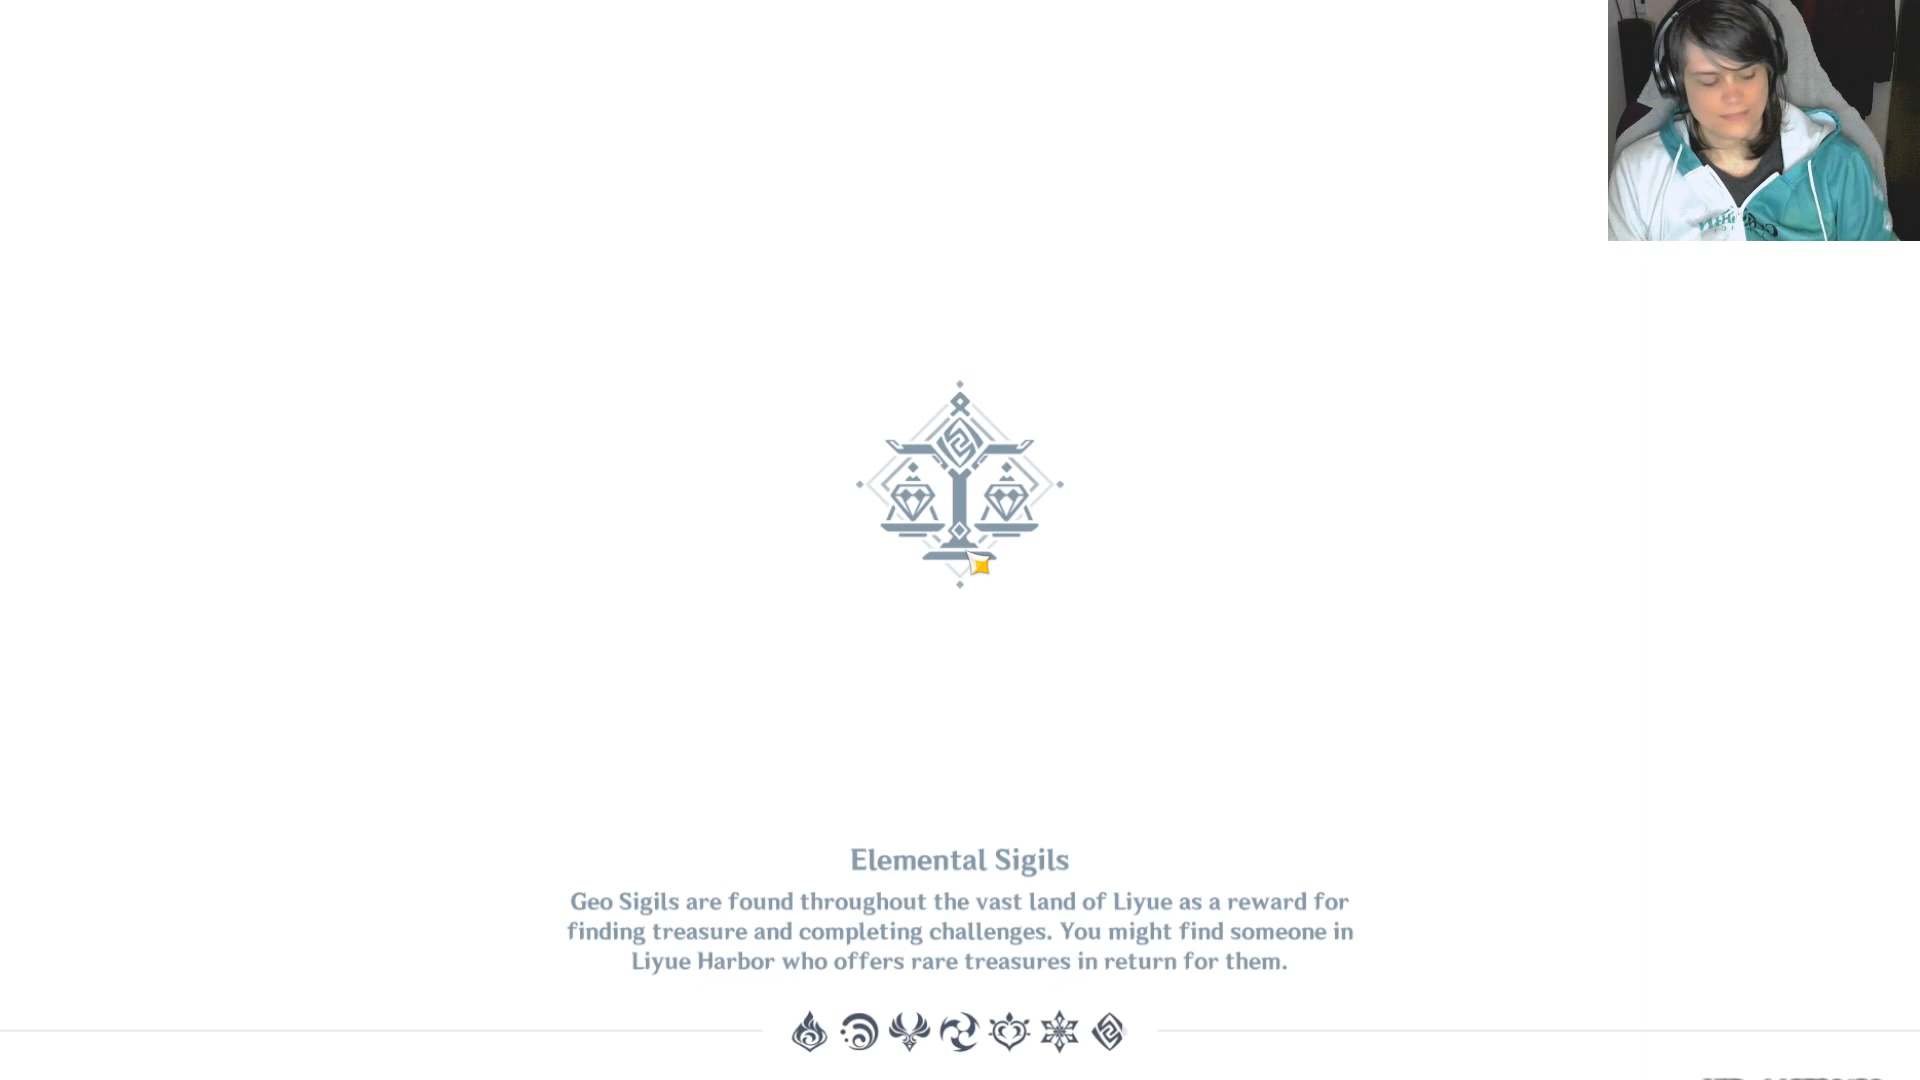 Elemental Sigils
Geo Sigils are found throughout the vast land of Liyue as a reward for
finding treasure and completing challenges. You might find someone in
Liyue Harbor who offers rare treasures in return for them.